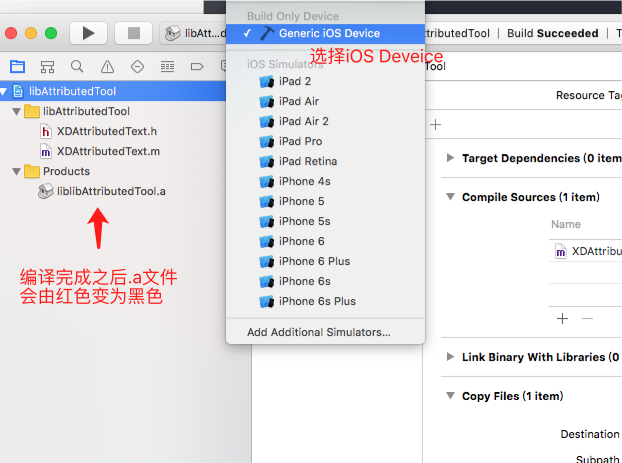 Build Only Device
libAtt...d
✓ Generic iOS Device
ttributedTool | Build Succeeded | T
选择iOS Deveice
iOS Simulators
Tool
iPad 2
libAttributedTool
Resource Tag
iPad Air
libAttributedTool
iPad Air 2
h XDAttributedText.h
iPad Pro
m XDAttributedText.m
iPad Retina
Target Dependencies (0 item
Products
iPhone 4s
liblibAttributedTool.a
iPhone 5
Compile Sources (1 item)
iPhone 5s
Name
iPhone 6
m XDAttribu
iPhone 6 Plus
编译完成之后.a文件
会由红色变为黑色
iPhone 6s
iPhone 6s Plus
Add Additional Simulators...
Link Binary With Libraries (0
Copy Files (1 item)
Destination
Subpath